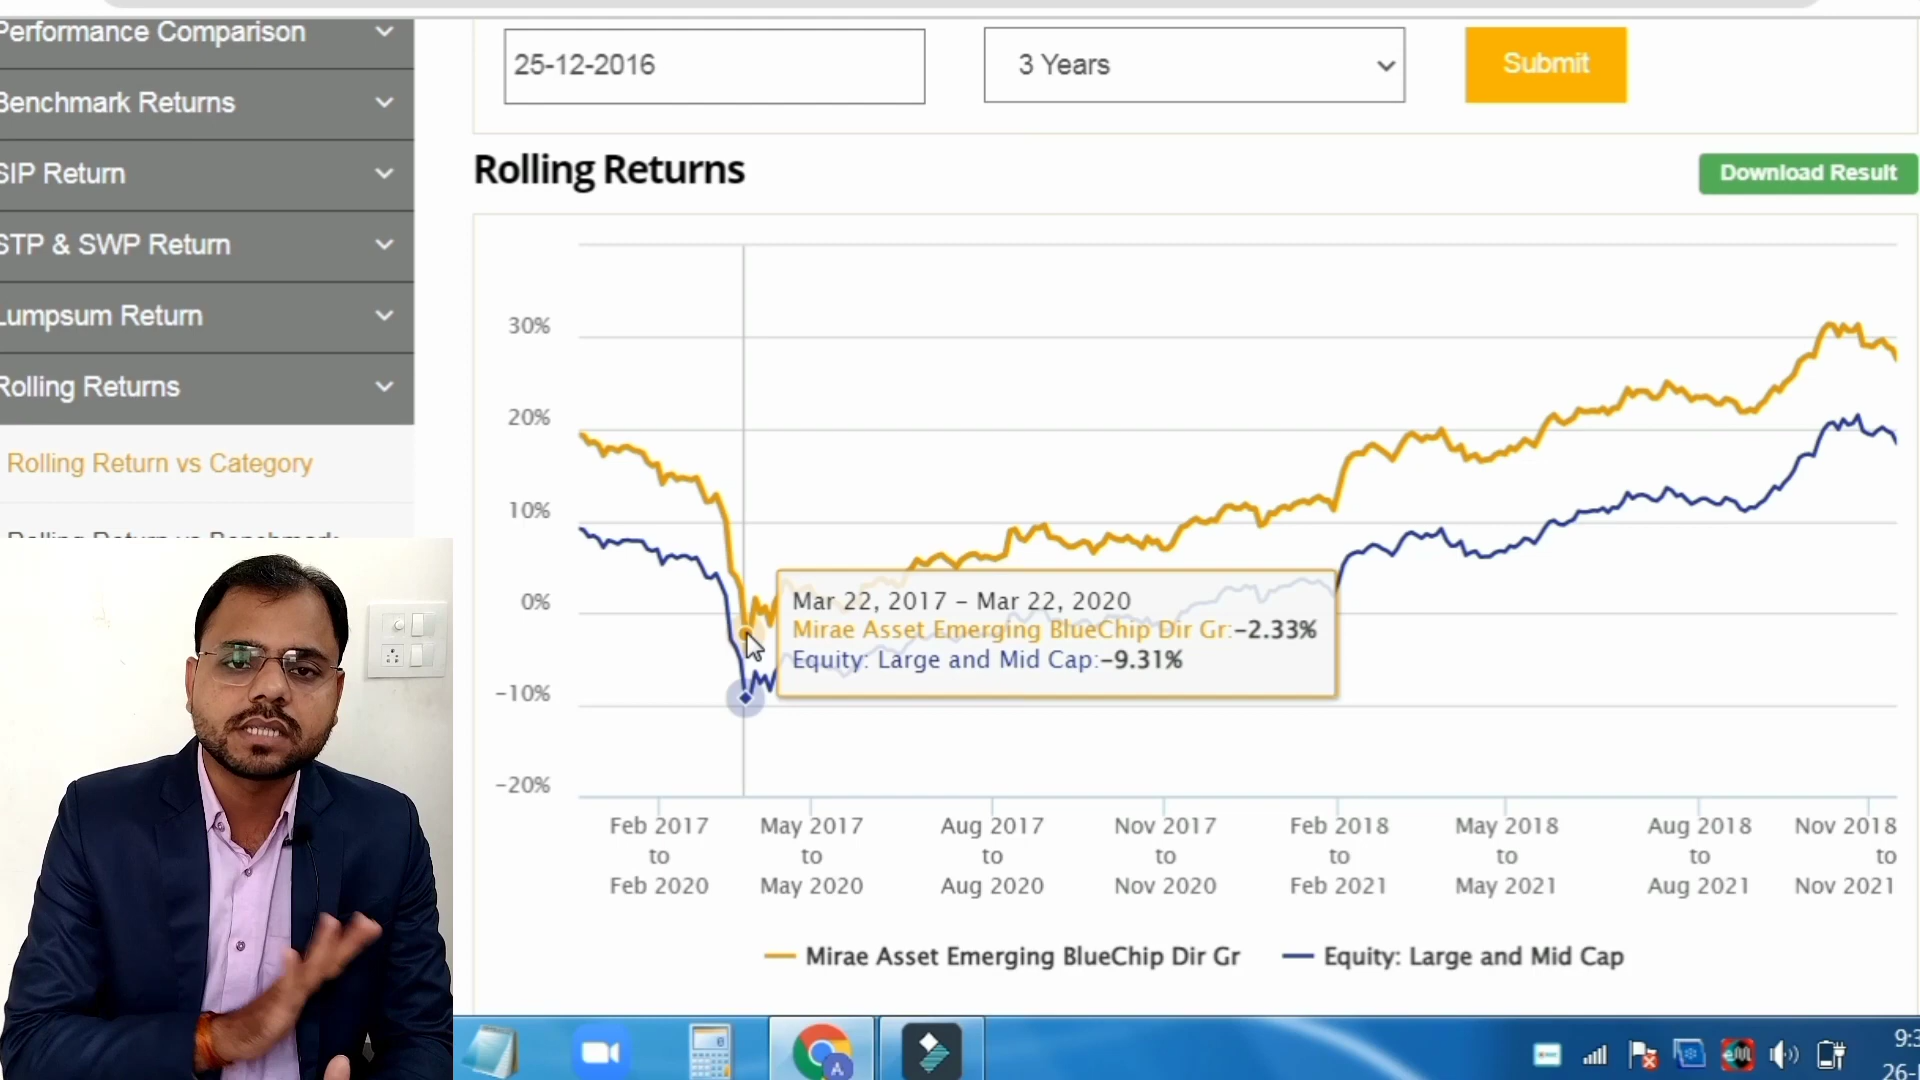 Performance Comparison
Benchmark Returns
SIP Return
STP & SWP Return
Lumpsum Return
Rolling Returns
Rolling Return vs Category
25-12-2016
3 Years
Submit
Rolling Returns
Download Result
30%
20%
10%
0%
-10%
-20%
Mar 22, 2017 - Mar 22, 2020
Mirae Asset Emerging BlueChip Dir Gr:-2.33%
Equity: Large and Mid Cap:-9.31%
Feb 2017 to Feb 2020
May 2017 to May 2020
Aug 2017 to Aug 2020
Nov 2017 to Nov 2020
Feb 2018 to Feb 2021
May 2018 to May 2021
Aug 2018 to Aug 2021
Nov 2018 to Nov 2021
Mirae Asset Emerging BlueChip Dir Gr
Equity: Large and Mid Cap